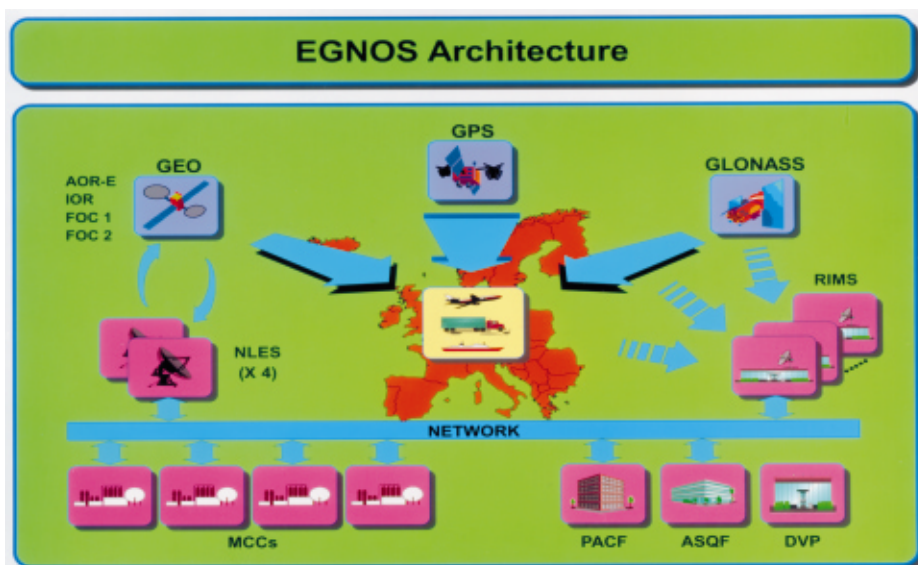 EGNOS Architecture
GPS
GEO
GLONASS
AOR-E
IOR
FOC 1
FOC 2
RIMS
NLES
(X 4)
NETWORK
MCCs
PACF
ASQF
DVP